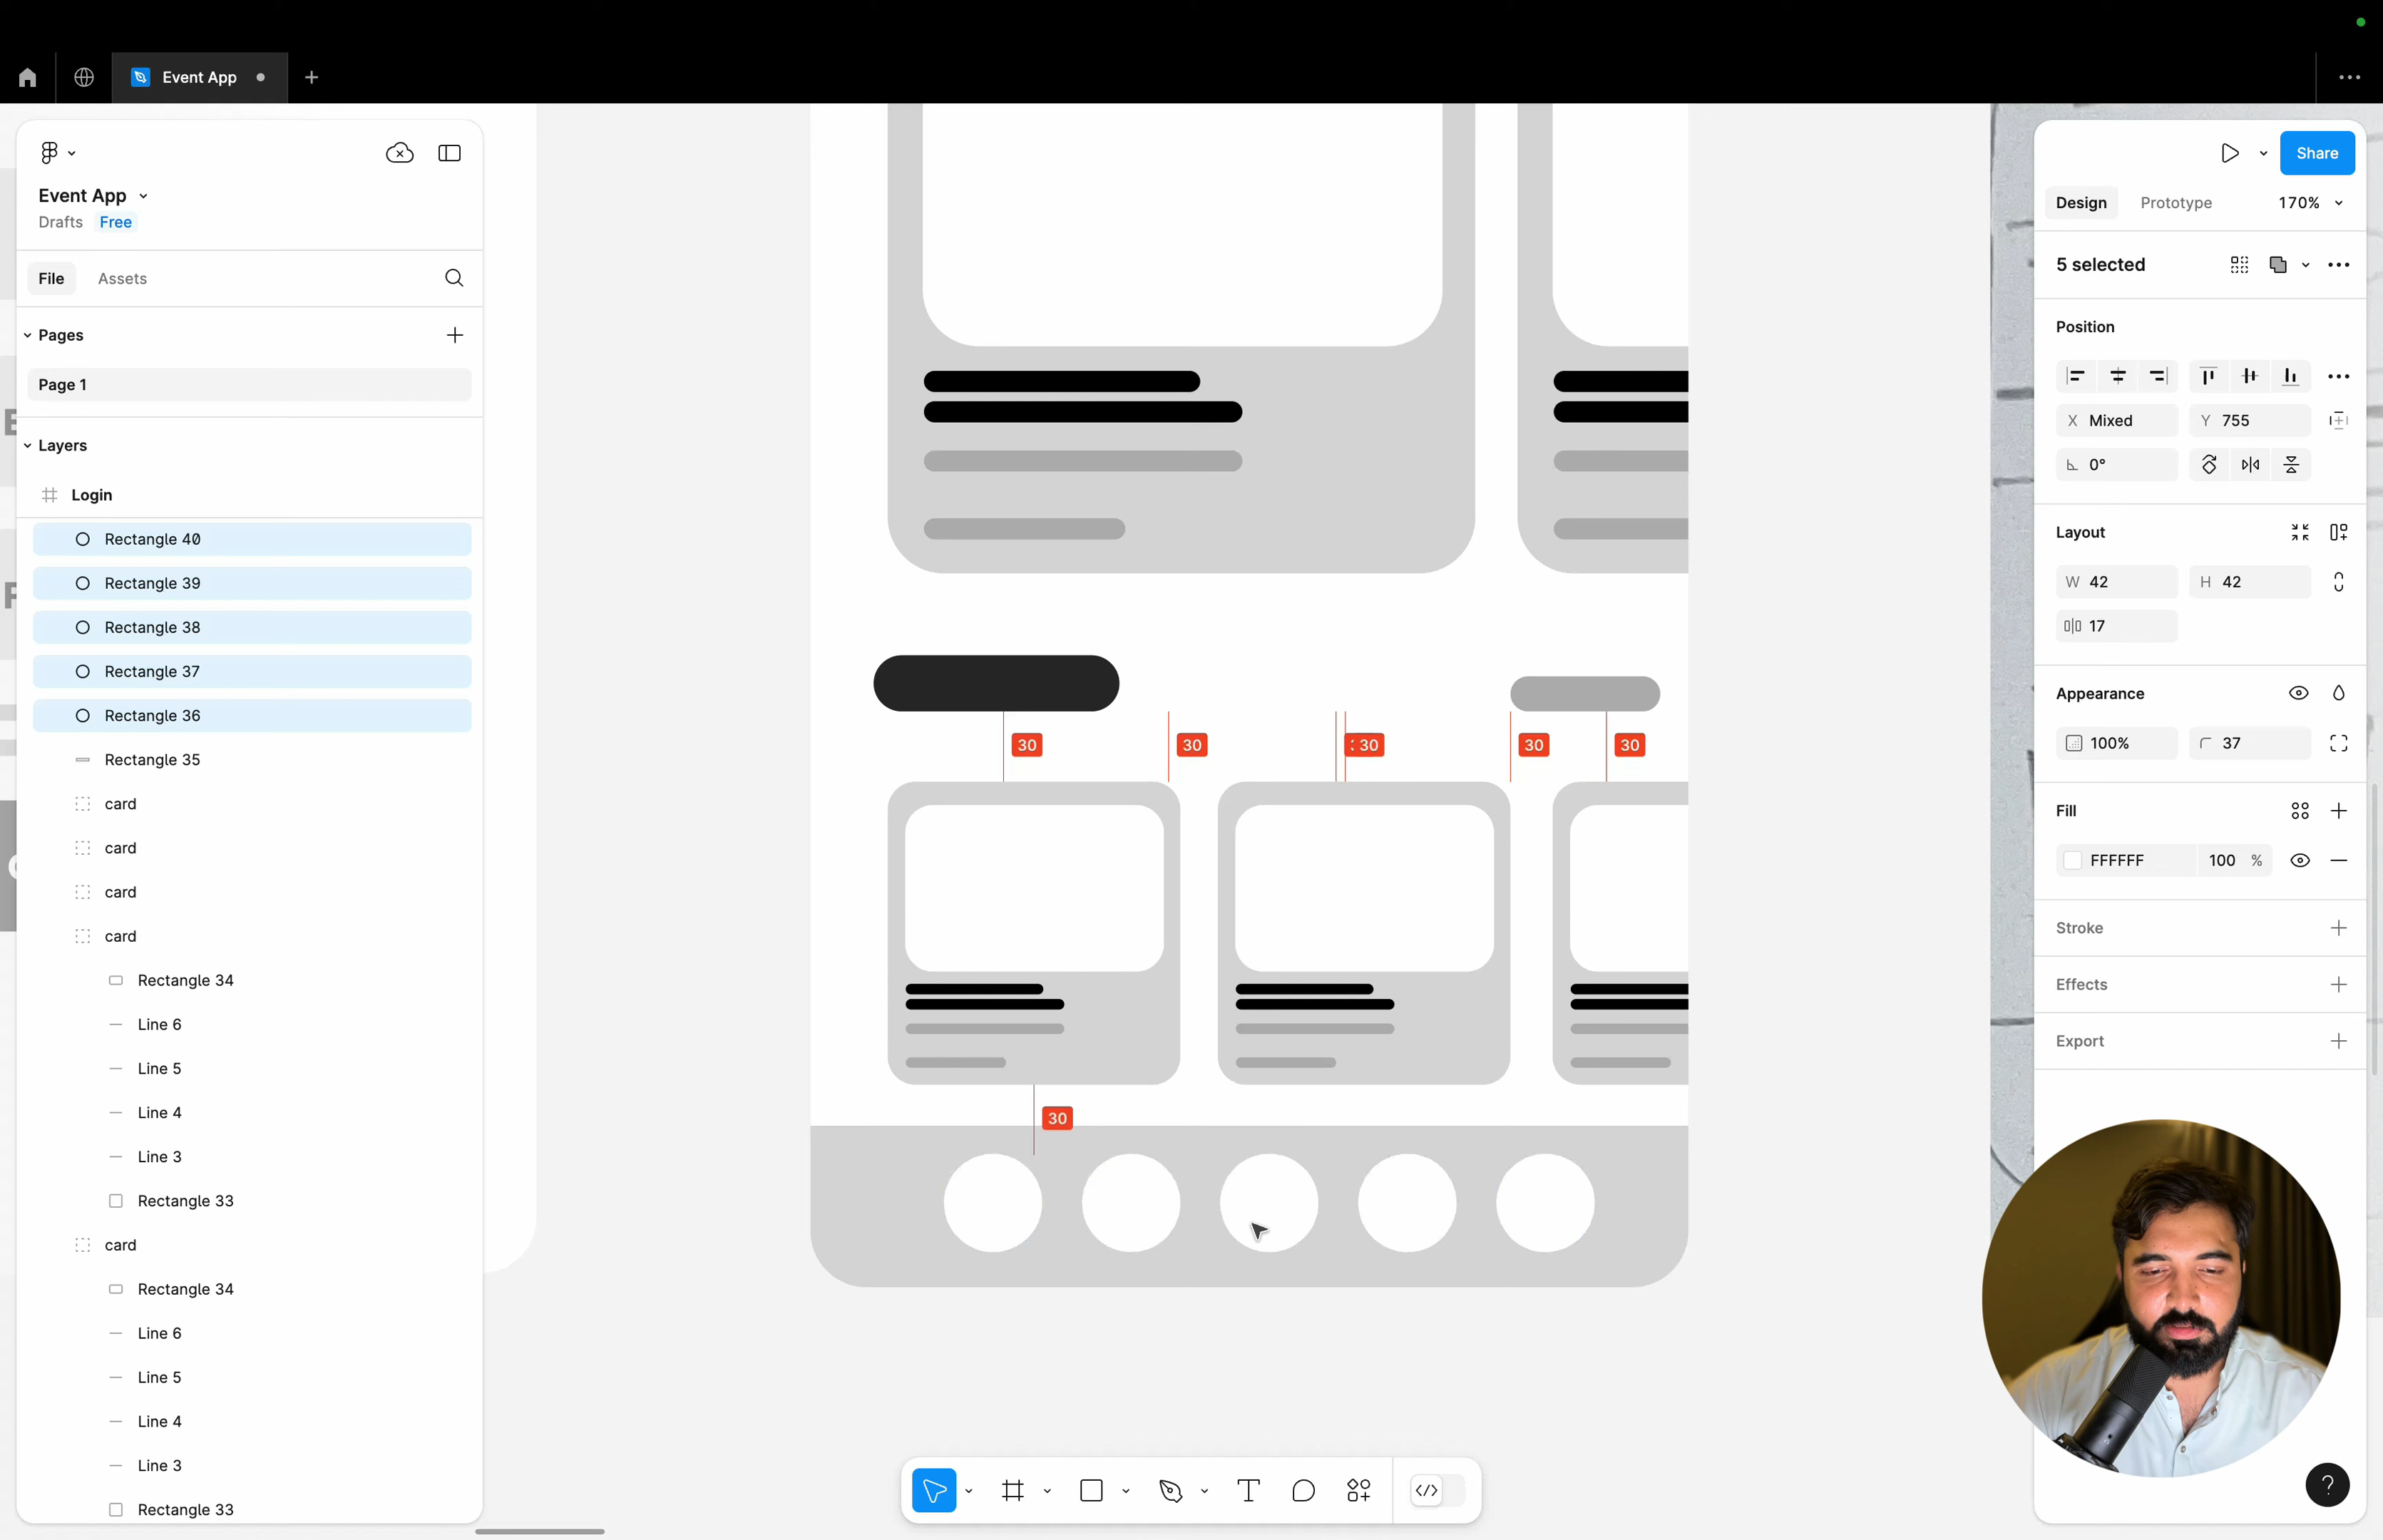 Event App
Event App
Drafts Free
File Assets
Pages
Page 1
Layers
Login
Rectangle 40
Rectangle 39
Rectangle 38
Rectangle 37
Rectangle 36
Rectangle 35
card
card
card
card
Rectangle 34
Line 6
Line 5
Line 4
Line 3
Rectangle 33
card
Rectangle 34
Line 6
Line 5
Line 4
Line 3
Rectangle 33
30 30 30 30 30
30
Share
Design Prototype 170%
5 selected
Position
X Mixed Y 755
0°
Layout
W 42 H 42
17
Appearance
100% 37
Fill
FFFFFF 100 %
Stroke
Effects
Export
?